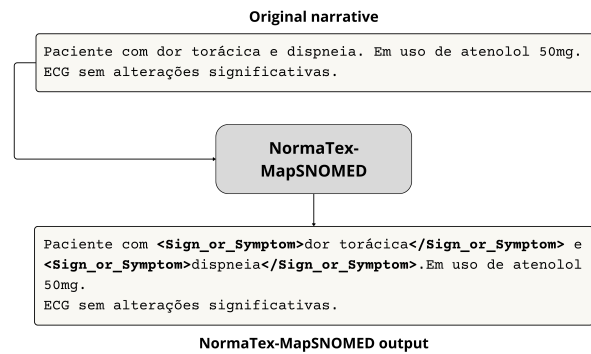 Original narrative
Paciente com dor torácica e dispneia. Em uso de atenolol 50mg.
ECG sem alterações significativas.
NormaTex-
MapSNOMED
Paciente com <Sign_or_Symptom>dor torácica</Sign_or_Symptom> e
<Sign_or_Symptom>dispneia</Sign_or_Symptom>.Em uso de atenolol
50mg.
ECG sem alterações significativas.
NormaTex-MapSNOMED output